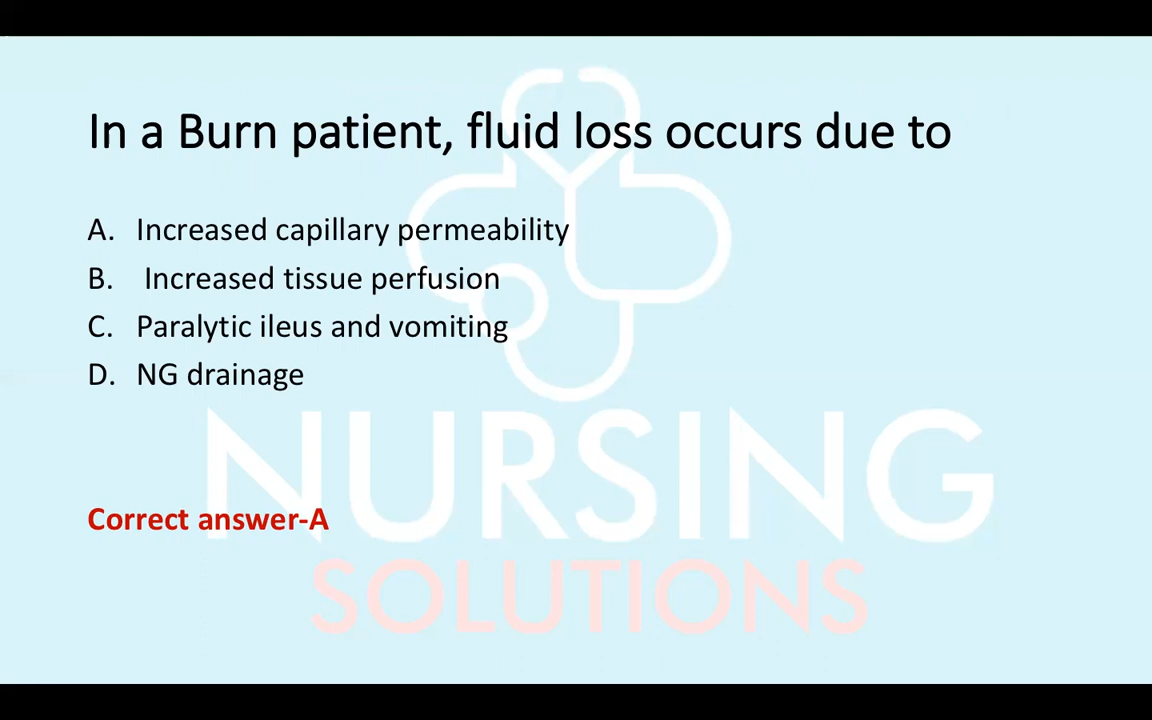 In a Burn patient, fluid loss occurs due to
A. Increased capillary permeability
B. Increased tissue perfusion
C. Paralytic ileus and vomiting
D. NG drainage
Correct answer-A
NURSING
SOLUTIONS